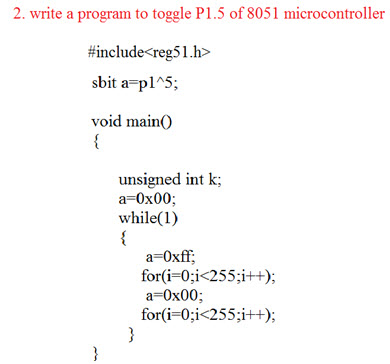 2. write a program to toggle P1.5 of 8051 microcontroller
#include<reg51.h>
sbit a=p1^5;
void main()
{
unsigned int k;
a=0x00;
while(1)
{
a=0xff;
for(i=0;i<255;i++);
a=0x00;
for(i=0;i<255;i++);
}
}